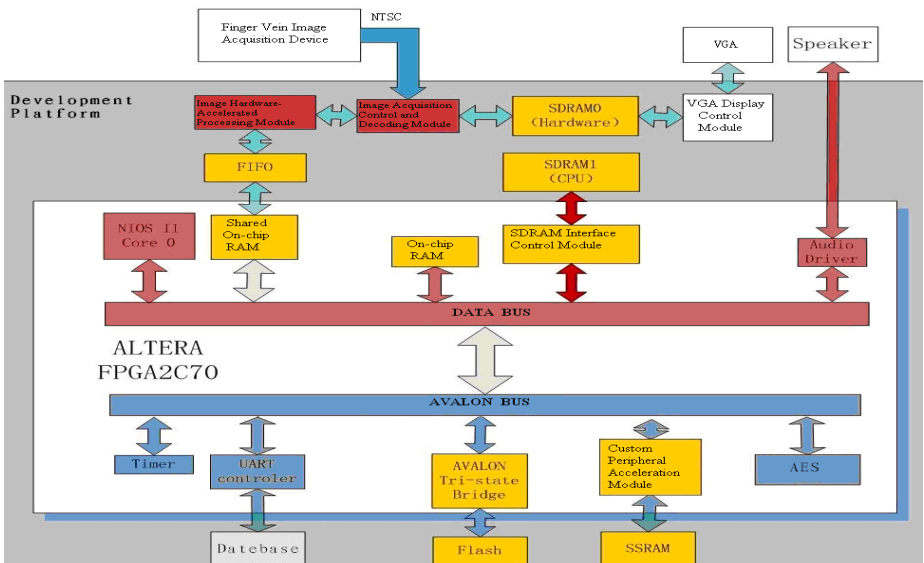 Finger Vein Image
Acquisition Device
NTSC
VGA
Speaker
Development
Platform
Image Hardware-
Accelerated
Processing Module
Image Acquisition
Control and
Decoding Module
SDRAM0
(Hardware)
VGA Display
Control
Module
FIFO
SDRAM1
(CPU)
NIOS II
Core 0
Shared
On-chip
RAM
On-chip
RAM
SDRAM Interface
Control Module
Audio
Driver
DATA BUS
ALTERA
FPGA2C70
AVALON BUS
Timer
UART
controler
AVALON
Tri-state
Bridge
Custom
Peripheral
Acceleration
Module
AES
Datebase
Flash
SSRAM